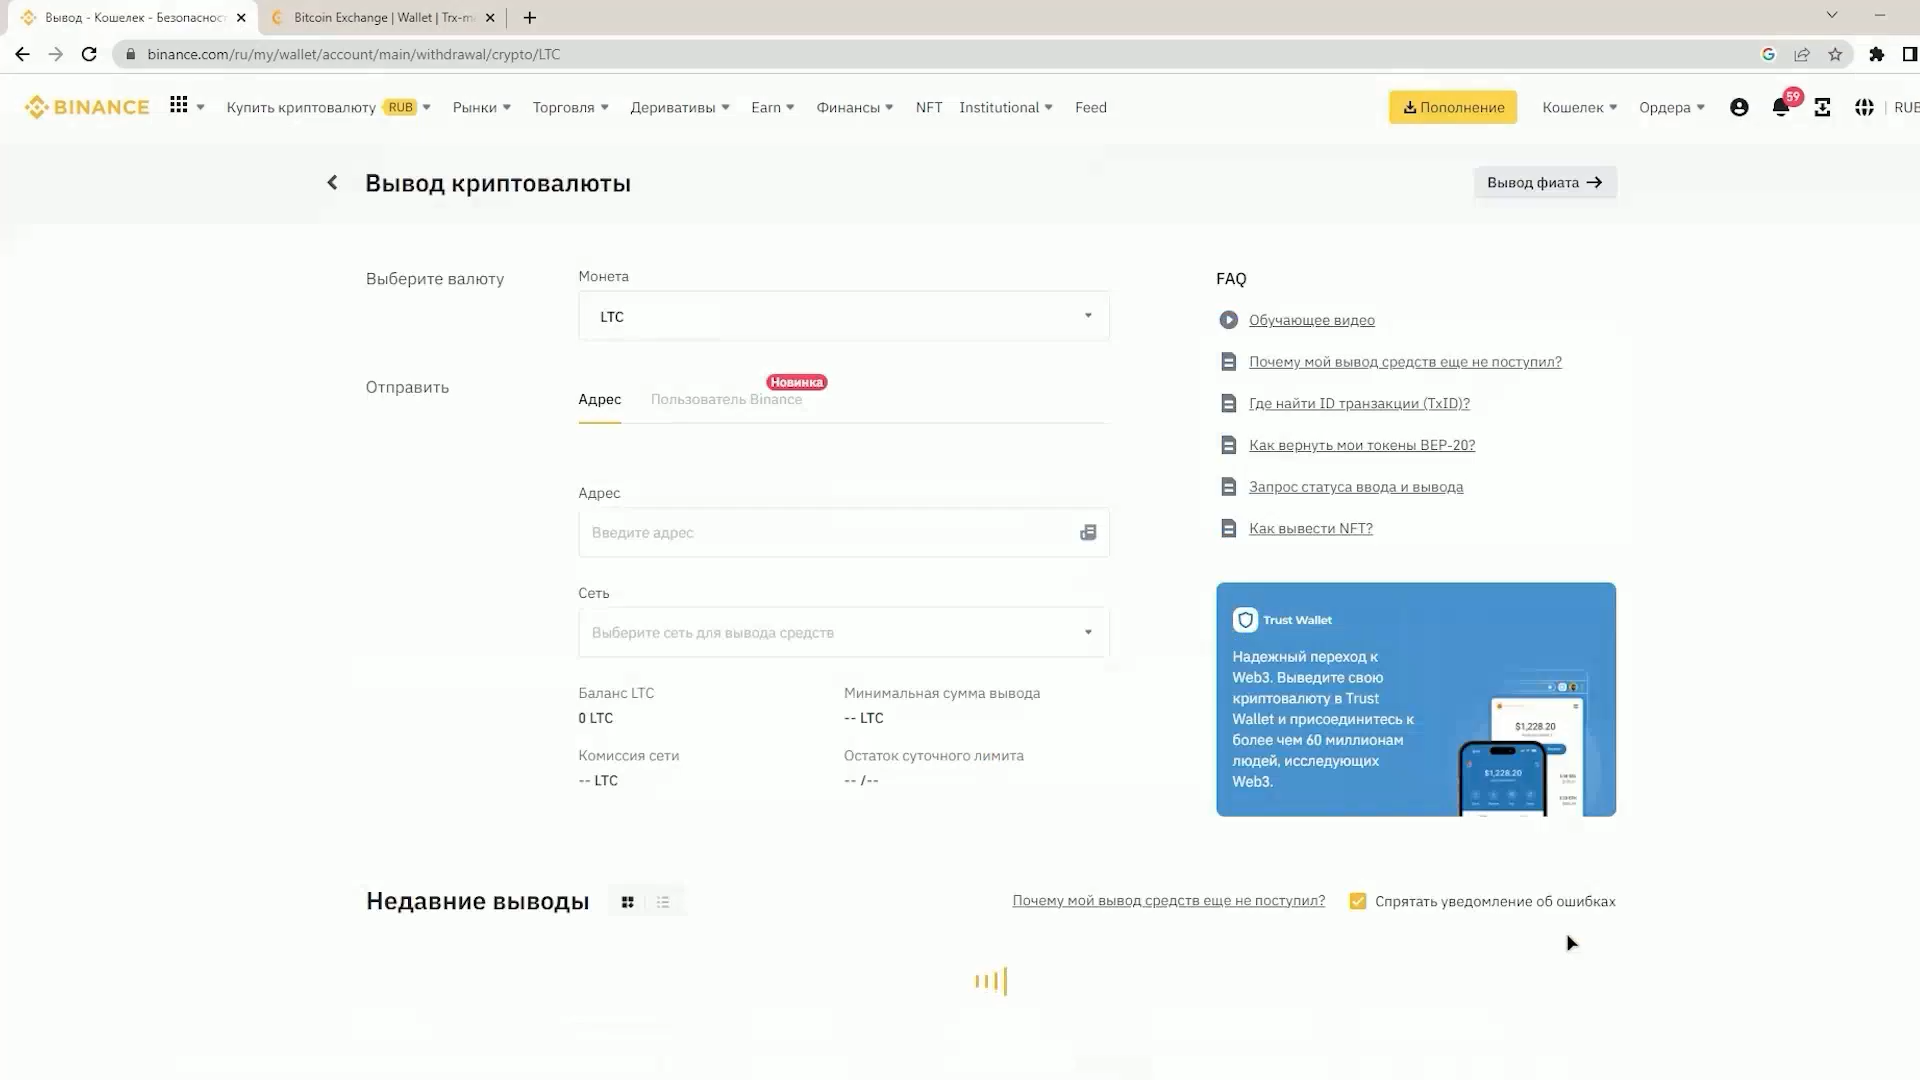 Вывод - Кошелек - Безопаснос
Bitcoin Exchange | Wallet | Trx-m
binance.com/ru/my/wallet/account/main/withdrawal/crypto/LTC
BINANCE
Купить криптовалюту RUB
Рынки
Торговля
Деривативы
Earn
Финансы
NFT
Institutional
Feed
Пополнение
Кошелек
Ордера
59
RUB
Вывод криптовалюты
Вывод фиата
Выберите валюту
Монета
LTC
Отправить
Адрес
Пользователь Binance
Новинка
Адрес
Введите адрес
Сеть
Выберите сеть для вывода средств
Баланс LTC
Минимальная сумма вывода
0 LTC
-- LTC
Комиссия сети
Остаток суточного лимита
-- LTC
-- /--
FAQ
Обучающее видео
Почему мой вывод средств еще не поступил?
Где найти ID транзакции (TxID)?
Как вернуть мои токены BEP-20?
Запрос статуса ввода и вывода
Как вывести NFT?
Trust Wallet
Надежный переход к
Web3. Выведите свою
криптовалюту в Trust
Wallet и присоединитесь к
более чем 60 миллионам
людей, исследующих
Web3.
$1,228.20
$1,228.20
Недавние выводы
Почему мой вывод средств еще не поступил?
Спрятать уведомление об ошибках